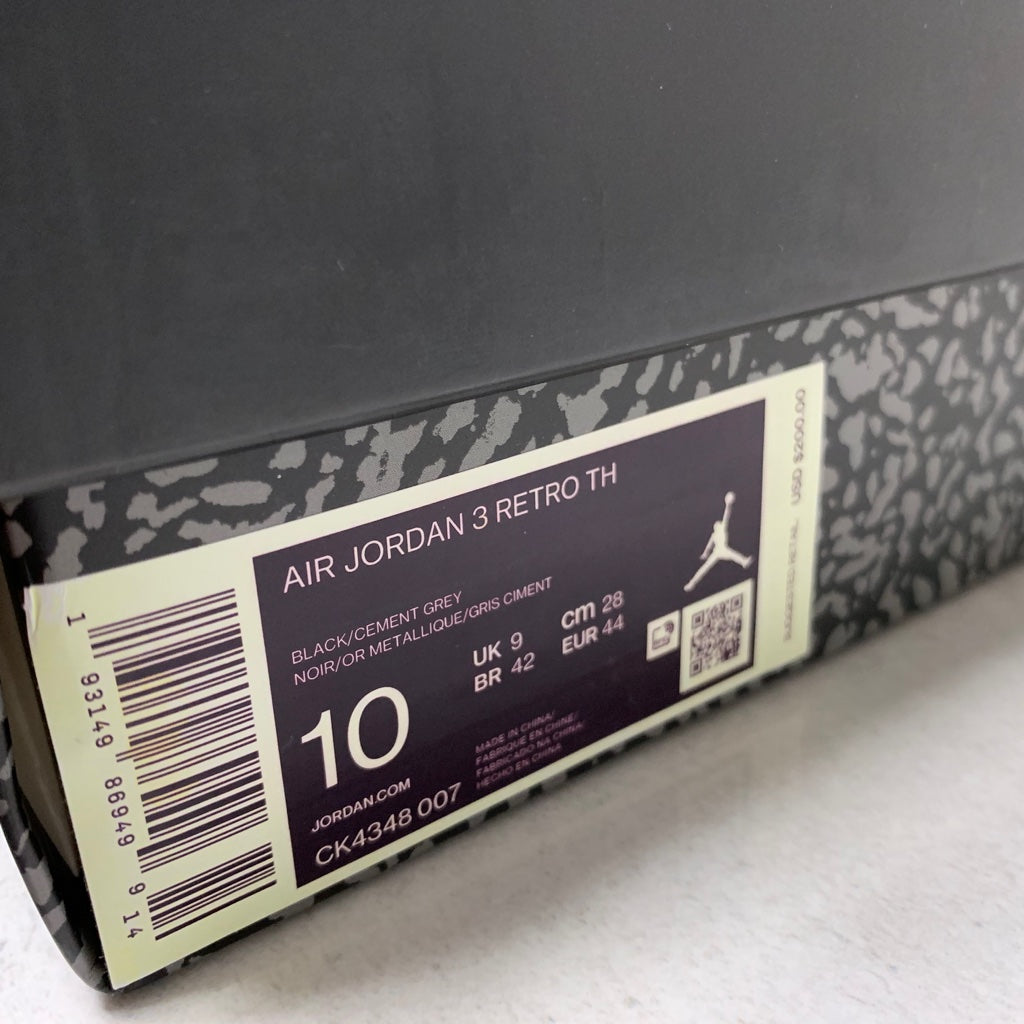 AIR JORDAN 3 RETRO TH
BLACK/CEMENT GREY
NOIR/OR METALLIQUE/GRIS CIMENT
10
UK 9
BR 42
cm 28
EUR 44
MADE IN CHINA/
FABRIQUE EN CHINE/
FABRICADO NA CHINA/
HECHO EN CHINA
JORDAN.COM
CK4348 007
1 93149 86949 9 14
SUGGESTED RETAIL USD $200.00